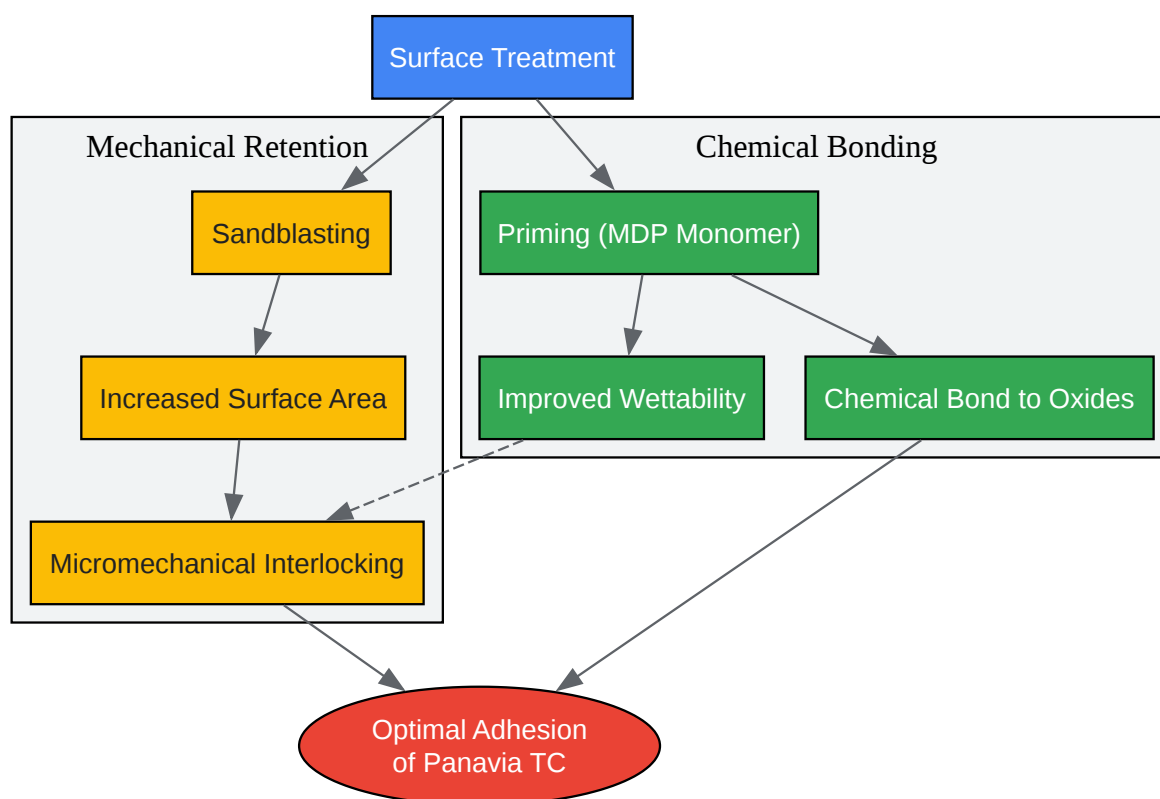 Surface Treatment
Mechanical Retention
Chemical Bonding
Sandblasting
Priming (MDP Monomer)
Increased Surface Area
Improved Wettability
Chemical Bond to Oxides
Micromechanical Interlocking
Optimal Adhesion
of Panavia TC